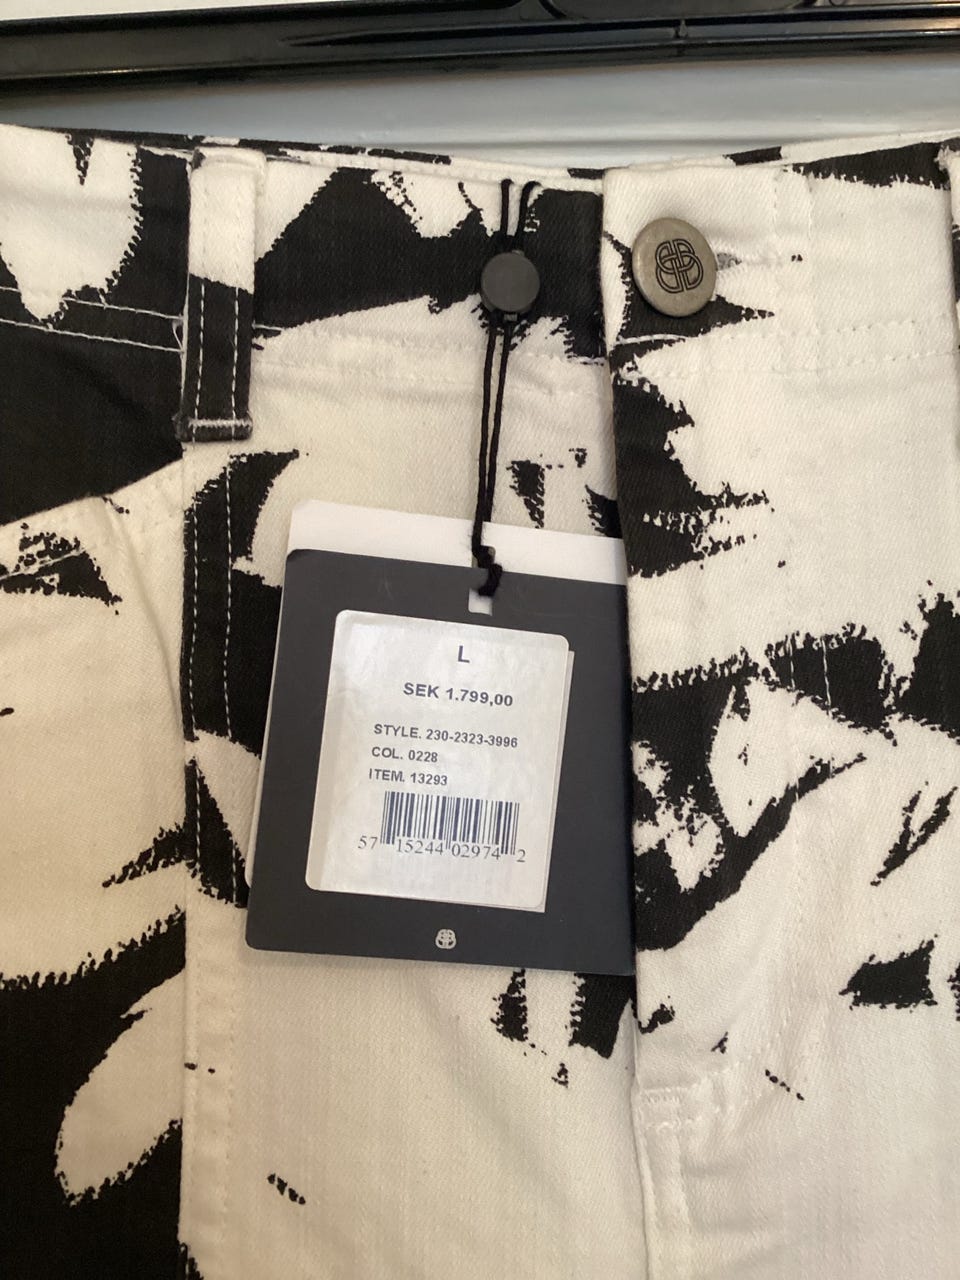 L
SEK 1.799,00
STYLE. 230-2323-3996
COL. 0228
ITEM. 13293
57 15244 02974 2